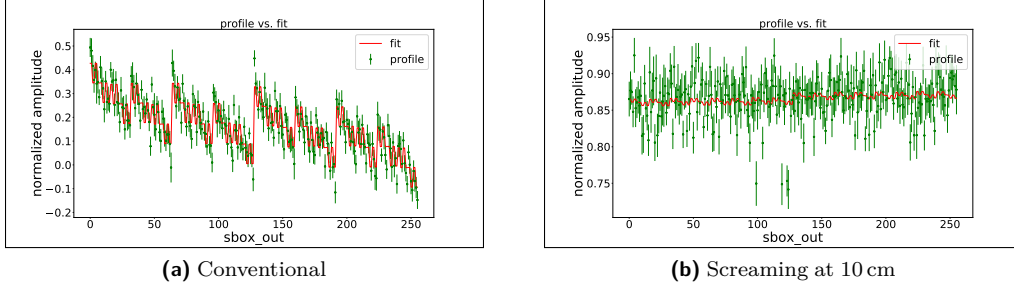 profile vs. fit
fit
profile
0.5
0.4
0.3
0.2
0.1
0.0
−0.1
−0.2
normalized amplitude
0 50 100 150 200 250
sbox_out
(a) Conventional
profile vs. fit
fit
profile
0.95
0.90
0.85
0.80
0.75
normalized amplitude
0 50 100 150 200 250
sbox_out
(b) Screaming at 10 cm